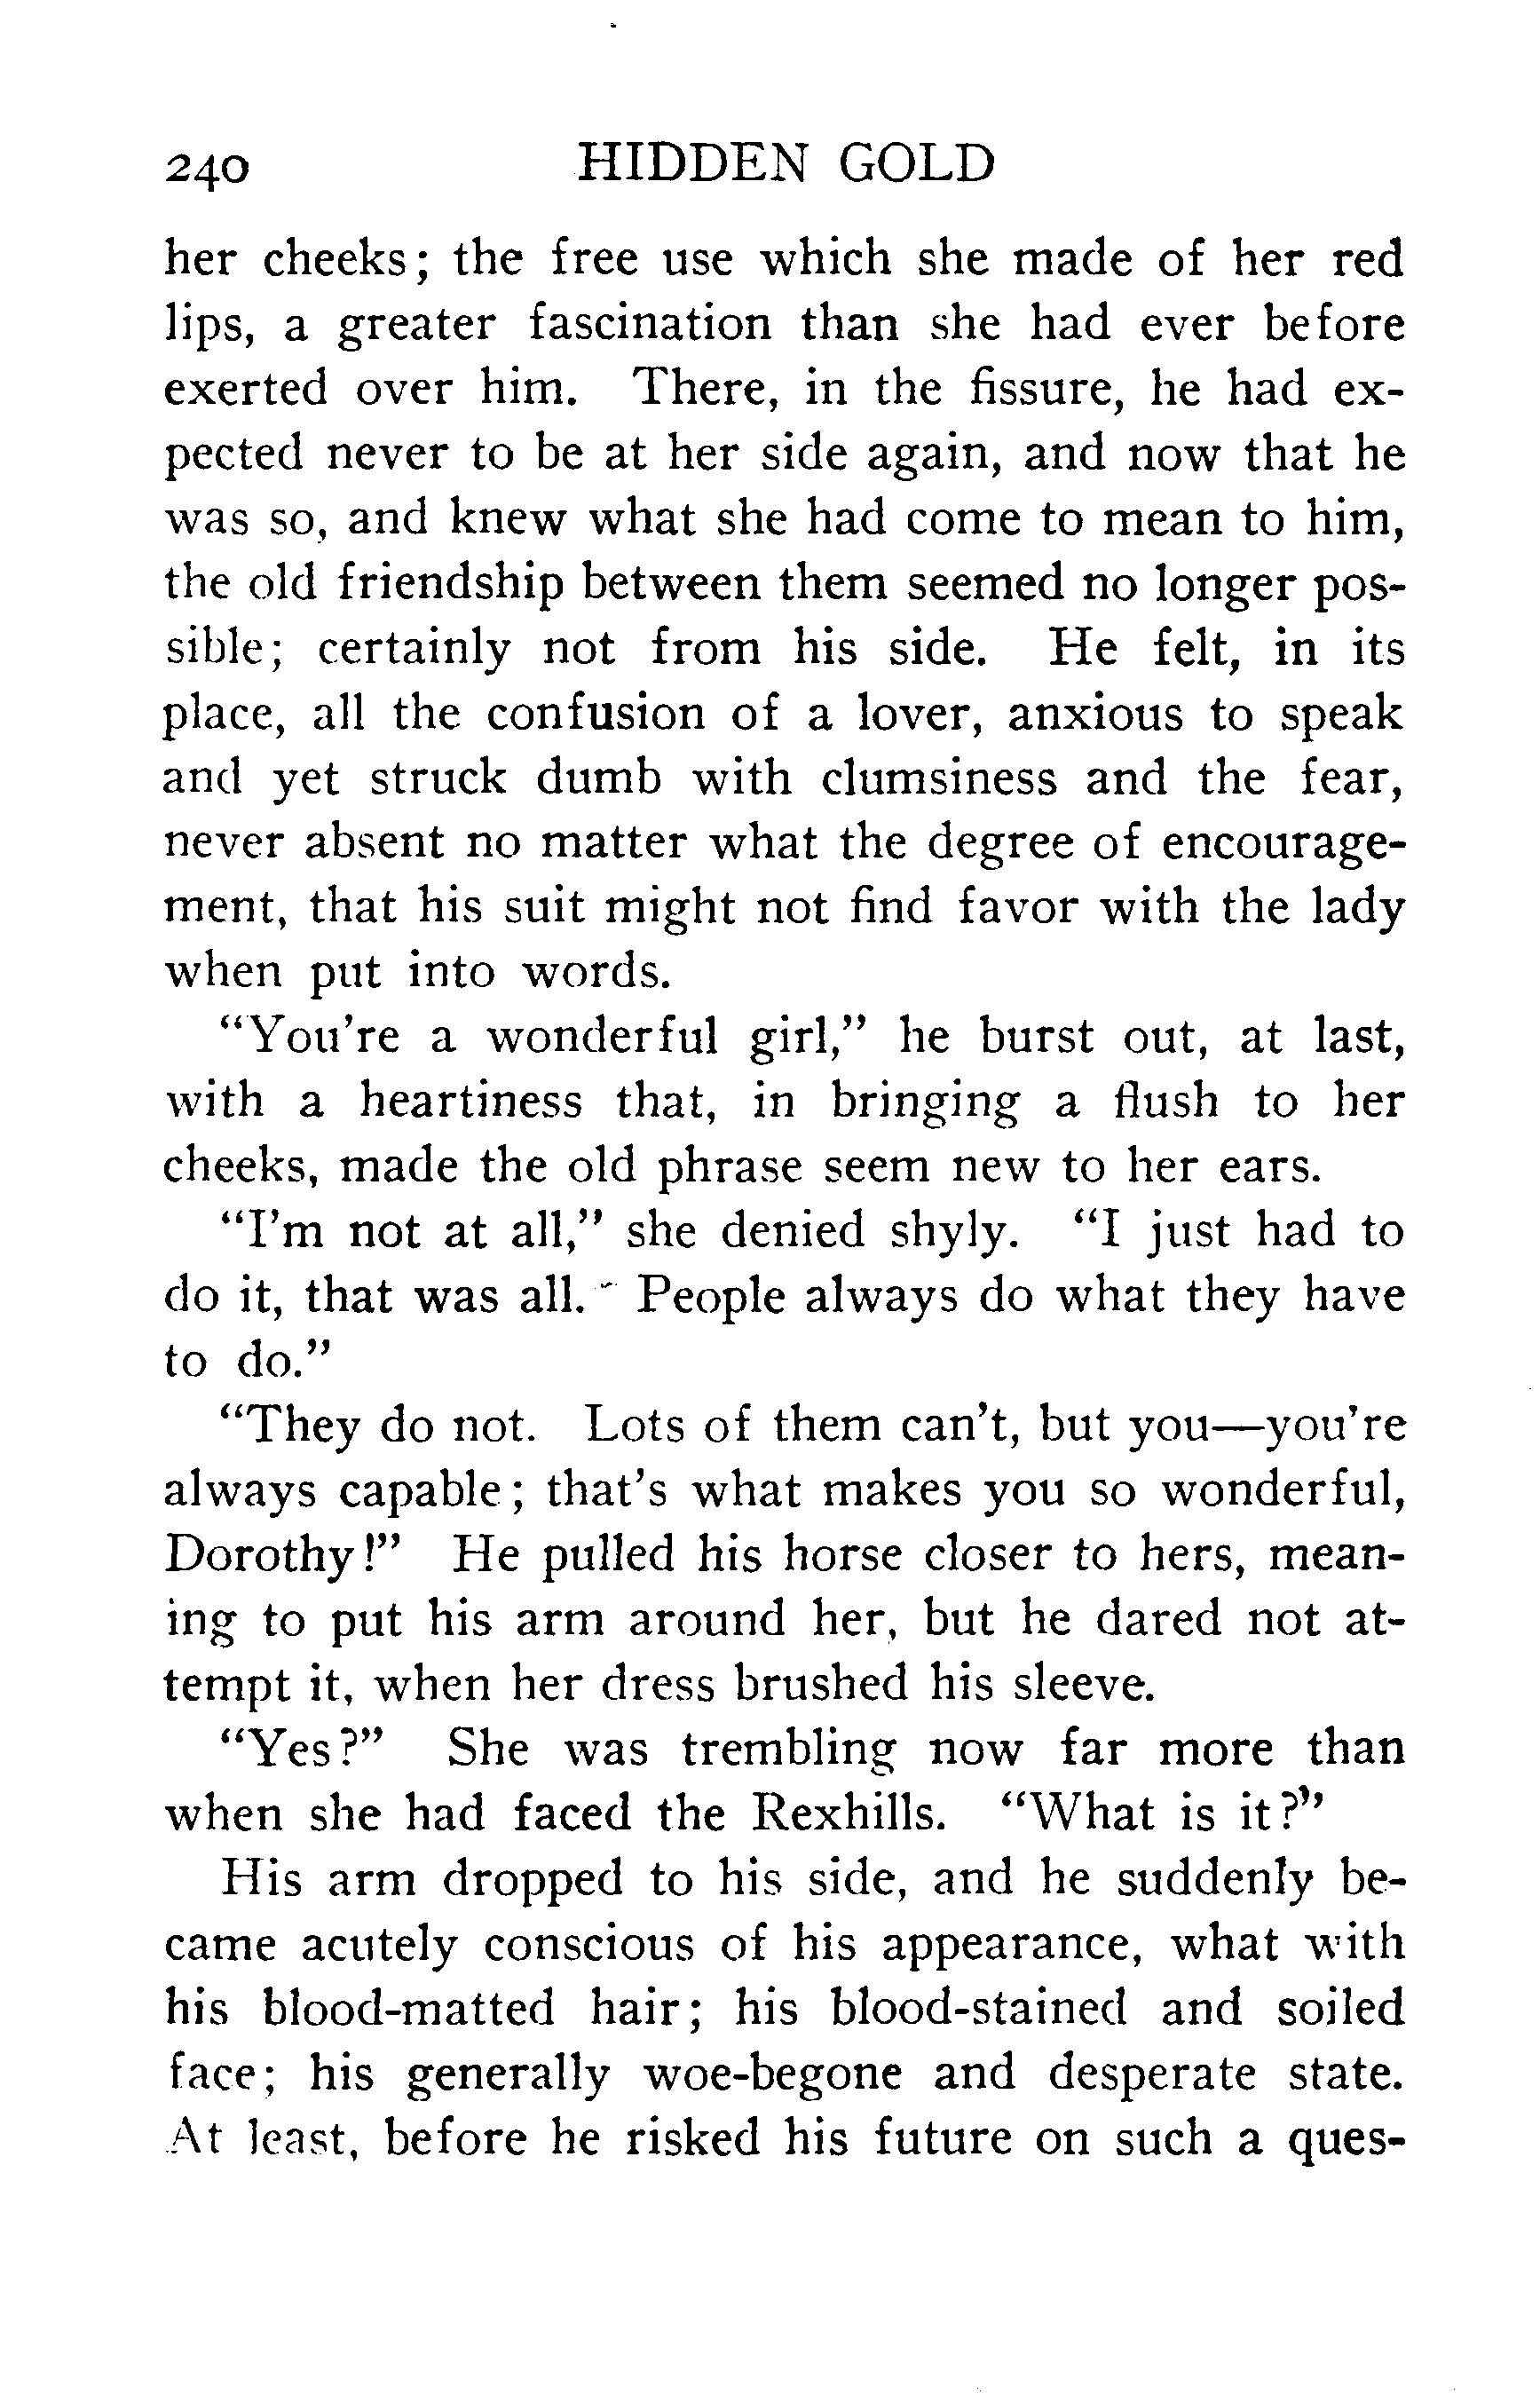 240 HIDDEN GOLD
her cheeks; the free use which she made of her red
lips, a greater fascination than she had ever before
exerted over him. There, in the fissure, he had ex-
pected never to be at her side again, and now that he
was so, and knew what she had come to mean to him,
the old friendship between them seemed no longer pos-
sible; certainly not from his side. He felt, in its
place, all the confusion of a lover, anxious to speak
and yet struck dumb with clumsiness and the fear,
never absent no matter what the degree of encourage-
ment, that his suit might not find favor with the lady
when put into words.
"You're a wonderful girl," he burst out, at last,
with a heartiness that, in bringing a flush to her
cheeks, made the old phrase seem new to her ears.
"I'm not at all," she denied shyly. "I just had to
do it, that was all. People always do what they have
to do."
"They do not. Lots of them can't, but you—you're
always capable; that's what makes you so wonderful,
Dorothy!" He pulled his horse closer to hers, mean-
ing to put his arm around her, but he dared not at-
tempt it, when her dress brushed his sleeve.
"Yes?" She was trembling now far more than
when she had faced the Rexhills. "What is it?"
His arm dropped to his side, and he suddenly be-
came acutely conscious of his appearance, what with
his blood-matted hair; his blood-stained and soiled
face; his generally woe-begone and desperate state.
At least, before he risked his future on such a ques-